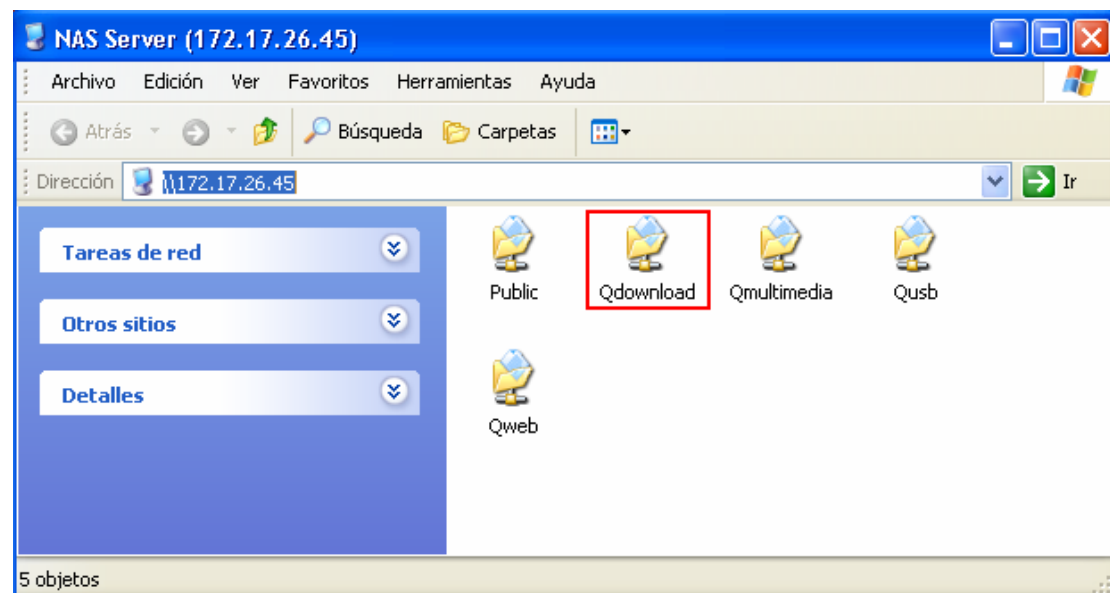 NAS Server (172.17.26.45)
Archivo Edición Ver Favoritos Herramientas Ayuda
Atrás Búsqueda Carpetas
Dirección \\172.17.26.45 Ir
Tareas de red
Otros sitios
Detalles
Public Qdownload Qmultimedia Qusb
Qweb
5 objetos